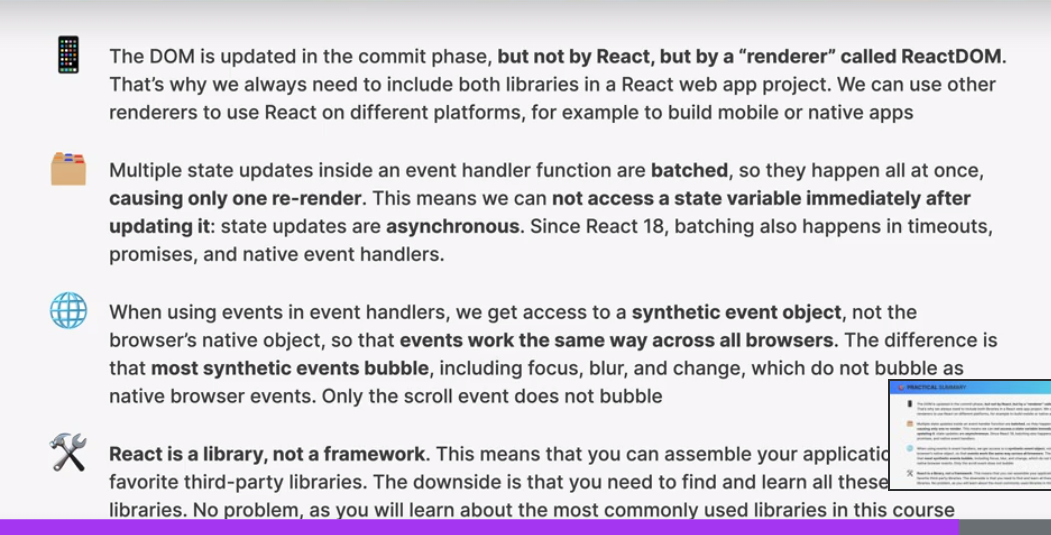 The DOM is updated in the commit phase, but not by React, but by a “renderer” called ReactDOM.
That’s why we always need to include both libraries in a React web app project. We can use other
renderers to use React on different platforms, for example to build mobile or native apps
Multiple state updates inside an event handler function are batched, so they happen all at once,
causing only one re-render. This means we can not access a state variable immediately after
updating it: state updates are asynchronous. Since React 18, batching also happens in timeouts,
promises, and native event handlers.
When using events in event handlers, we get access to a synthetic event object, not the
browser’s native object, so that events work the same way across all browsers. The difference is
that most synthetic events bubble, including focus, blur, and change, which do not bubble as
native browser events. Only the scroll event does not bubble
React is a library, not a framework. This means that you can assemble your applicatio
favorite third-party libraries. The downside is that you need to find and learn all these
libraries. No problem, as you will learn about the most commonly used libraries in this course
PRACTICAL SUMMARY